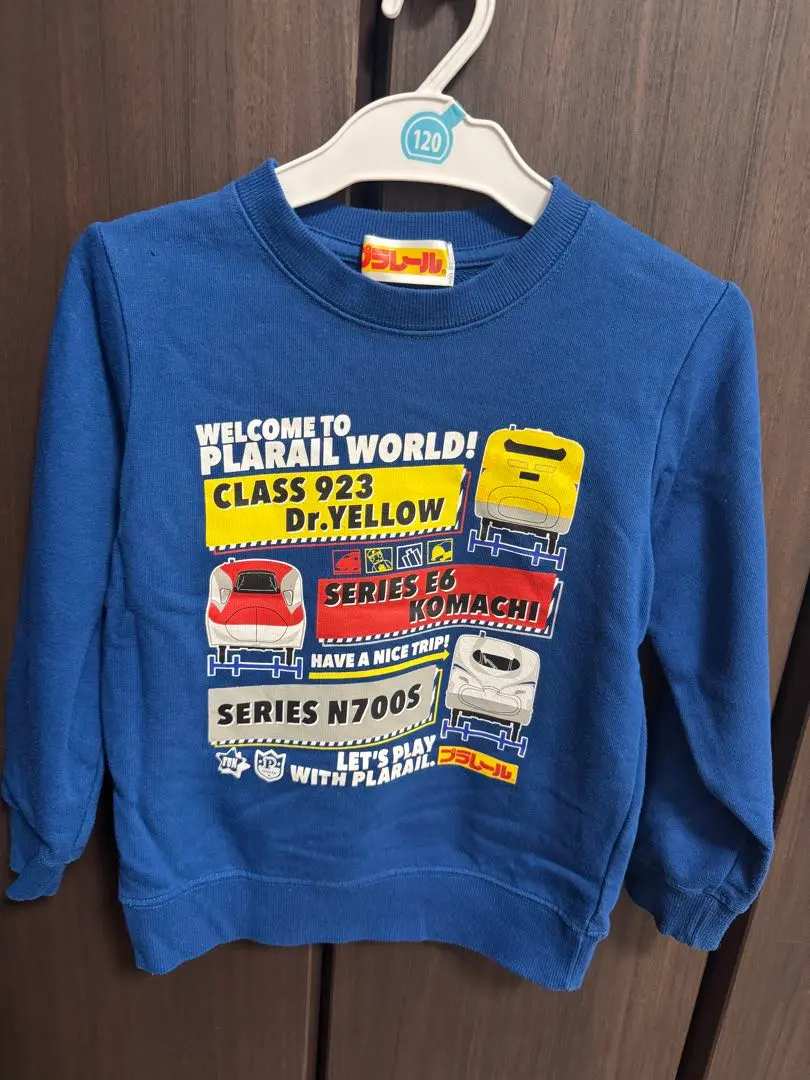 120
プラレール
WELCOME TO
PLARAIL WORLD!
CLASS 923
Dr.YELLOW
SERIES E6
KOMACHI
HAVE A NICE TRIP!
SERIES N700S
FUN
P
LET'S PLAY
WITH PLARAIL.
プラレール